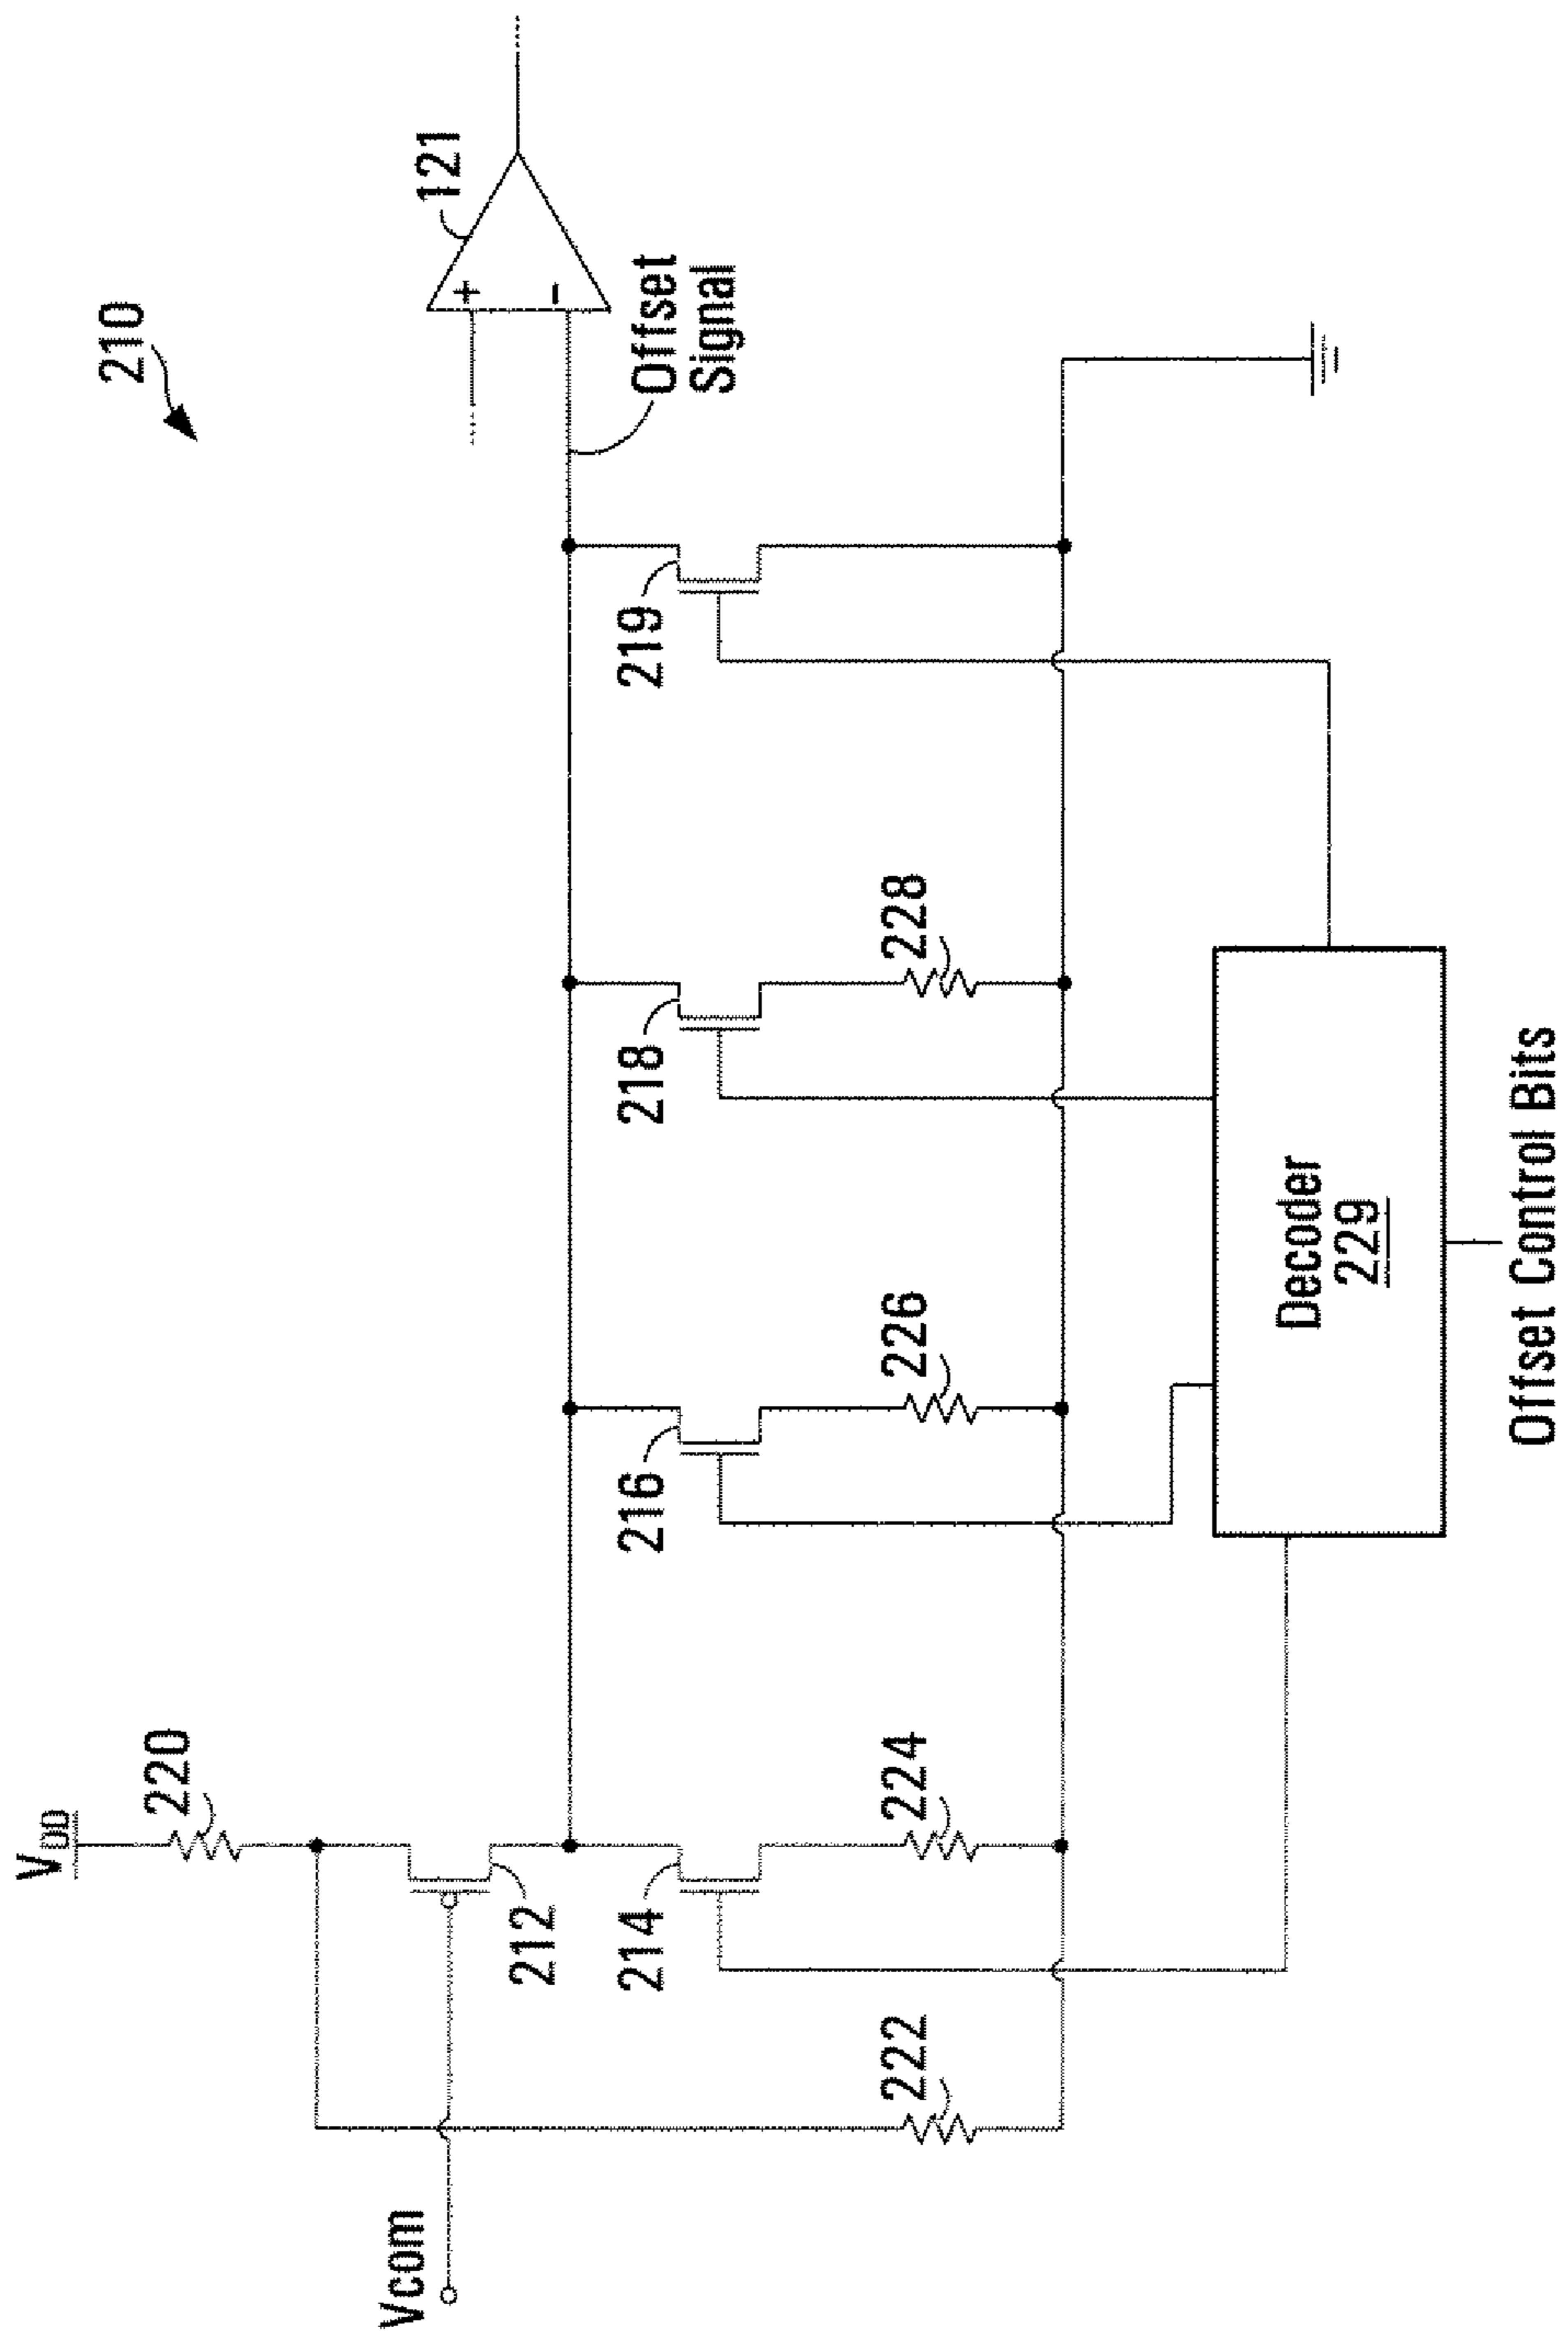 210
V_DD
220
121
+
-
Offset
Signal
Vcom
212
214
216
218
219
222
224
226
228
Decoder
229
Offset Control Bits